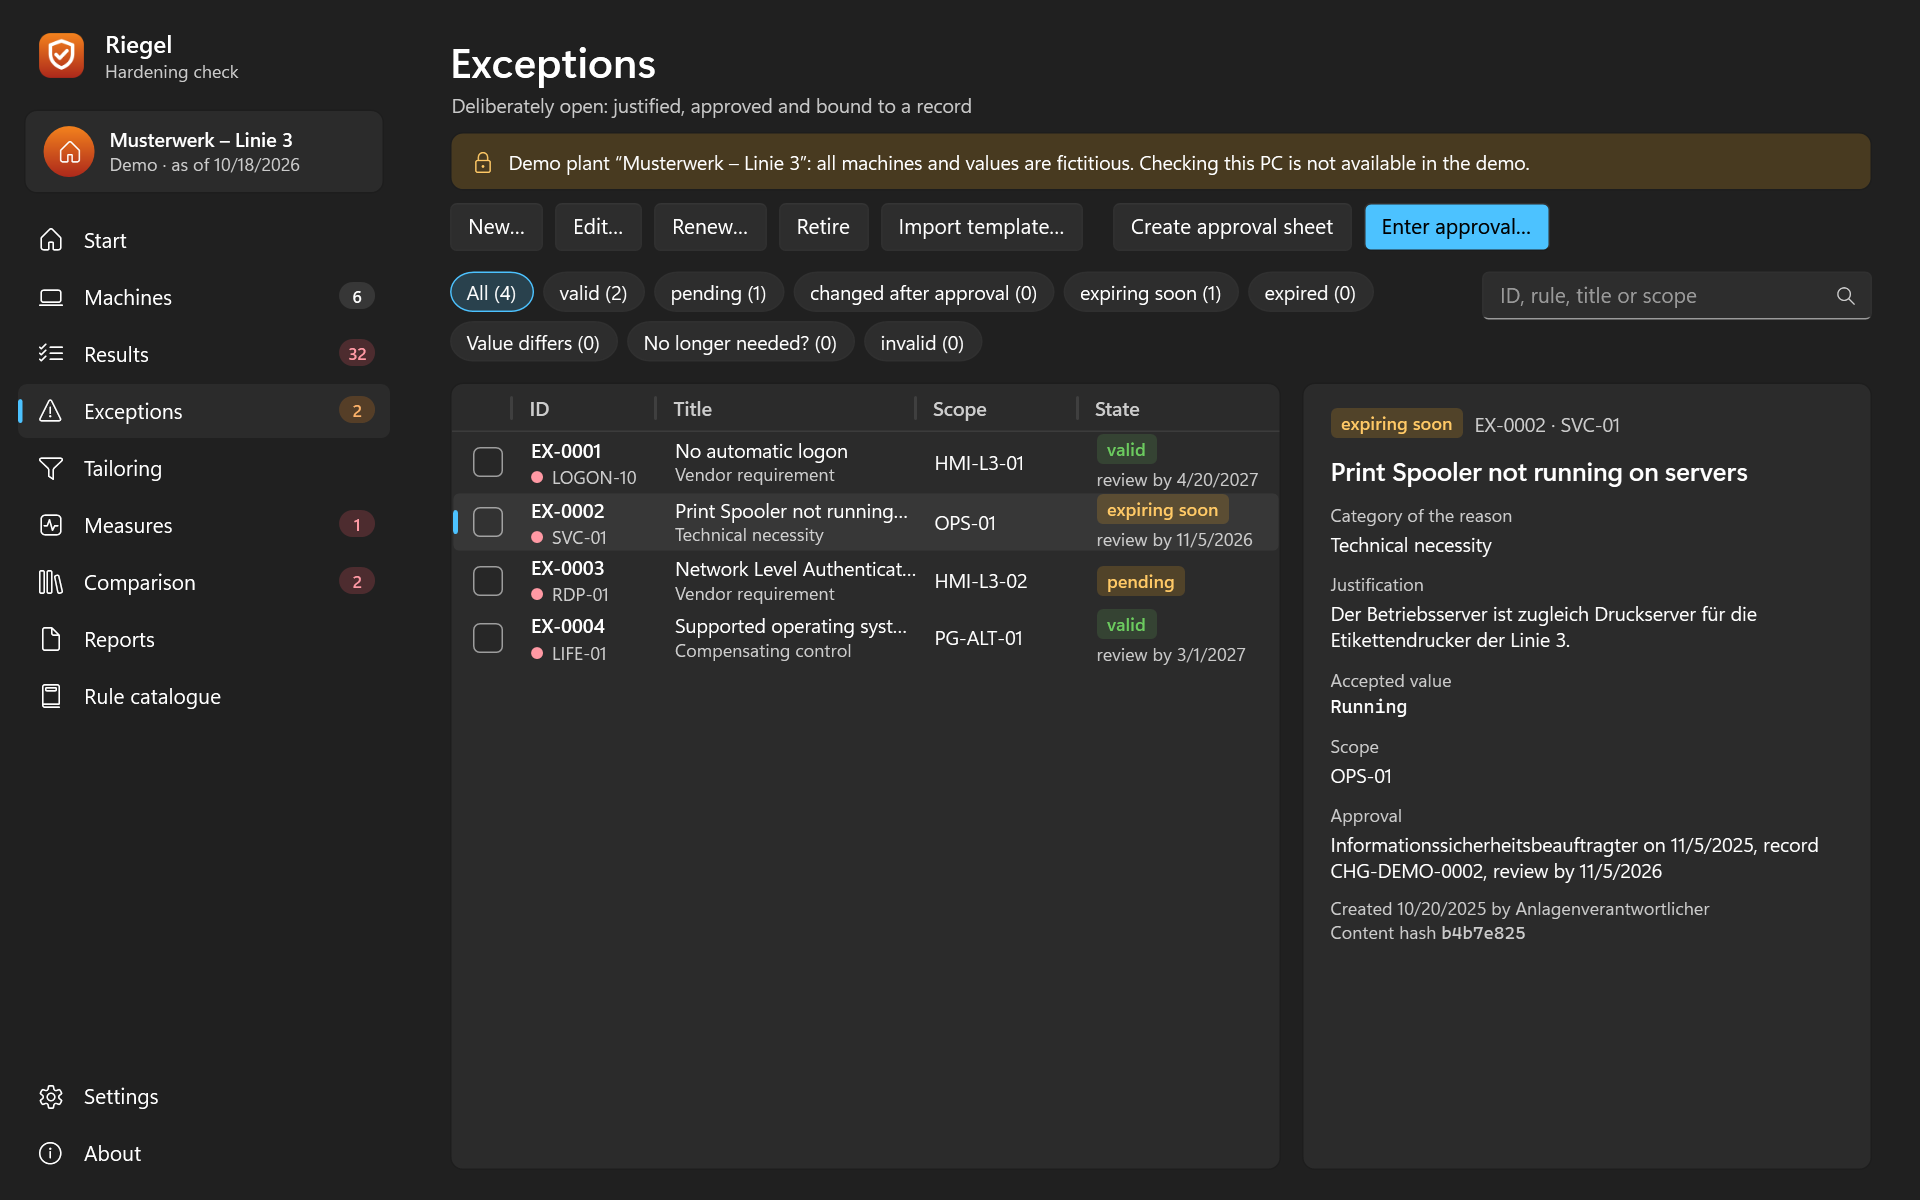 Riegel
Hardening check
Musterwerk – Linie 3
Demo · as of 10/18/2026
Start
Machines 6
Results 32
Exceptions 2
Tailoring
Measures 1
Comparison 2
Reports
Rule catalogue
Settings
About
Exceptions
Deliberately open: justified, approved and bound to a record
Demo plant “Musterwerk – Linie 3”: all machines and values are fictitious. Checking this PC is not available in the demo.
New... Edit... Renew... Retire Import template... Create approval sheet Enter approval...
All (4) valid (2) pending (1) changed after approval (0) expiring soon (1) expired (0)
ID, rule, title or scope
Value differs (0) No longer needed? (0) invalid (0)
ID Title Scope State
EX-0001 No automatic logon HMI-L3-01 valid
LOGON-10 Vendor requirement review by 4/20/2027
EX-0002 Print Spooler not running... OPS-01 expiring soon
SVC-01 Technical necessity review by 11/5/2026
EX-0003 Network Level Authenticat... HMI-L3-02 pending
RDP-01 Vendor requirement
EX-0004 Supported operating syst... PG-ALT-01 valid
LIFE-01 Compensating control review by 3/1/2027
expiring soon EX-0002 · SVC-01
Print Spooler not running on servers
Category of the reason
Technical necessity
Justification
Der Betriebsserver ist zugleich Druckserver für die
Etikettendrucker der Linie 3.
Accepted value
Running
Scope
OPS-01
Approval
Informationssicherheitsbeauftragter on 11/5/2025, record
CHG-DEMO-0002, review by 11/5/2026
Created 10/20/2025 by Anlagenverantwortlicher
Content hash b4b7e825